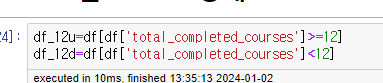 24]:
df_12u=df[df['total_completed_courses']>=12]
df_12d=df[df['total_completed_courses']<12]
executed in 10ms, finished 13:35:13 2024-01-02